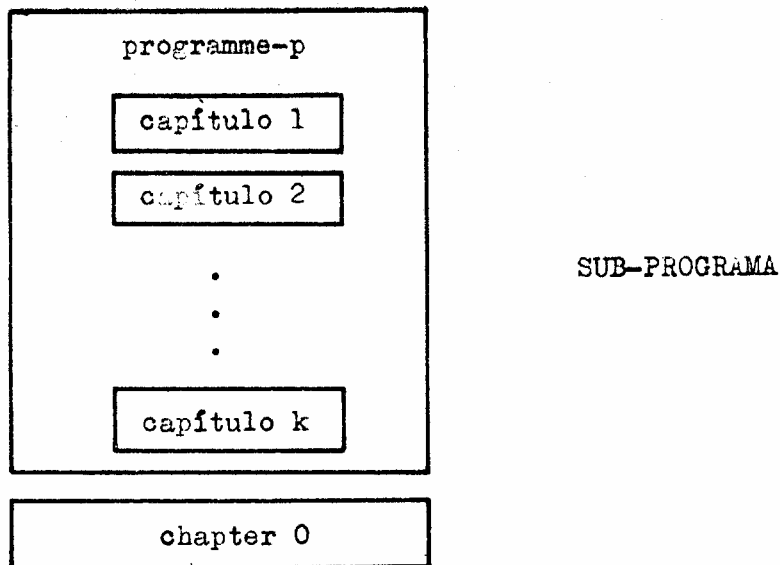 programme-p
capítulo 1
capítulo 2
SUB-PROGRAMA
.
.
.
capítulo k
chapter 0